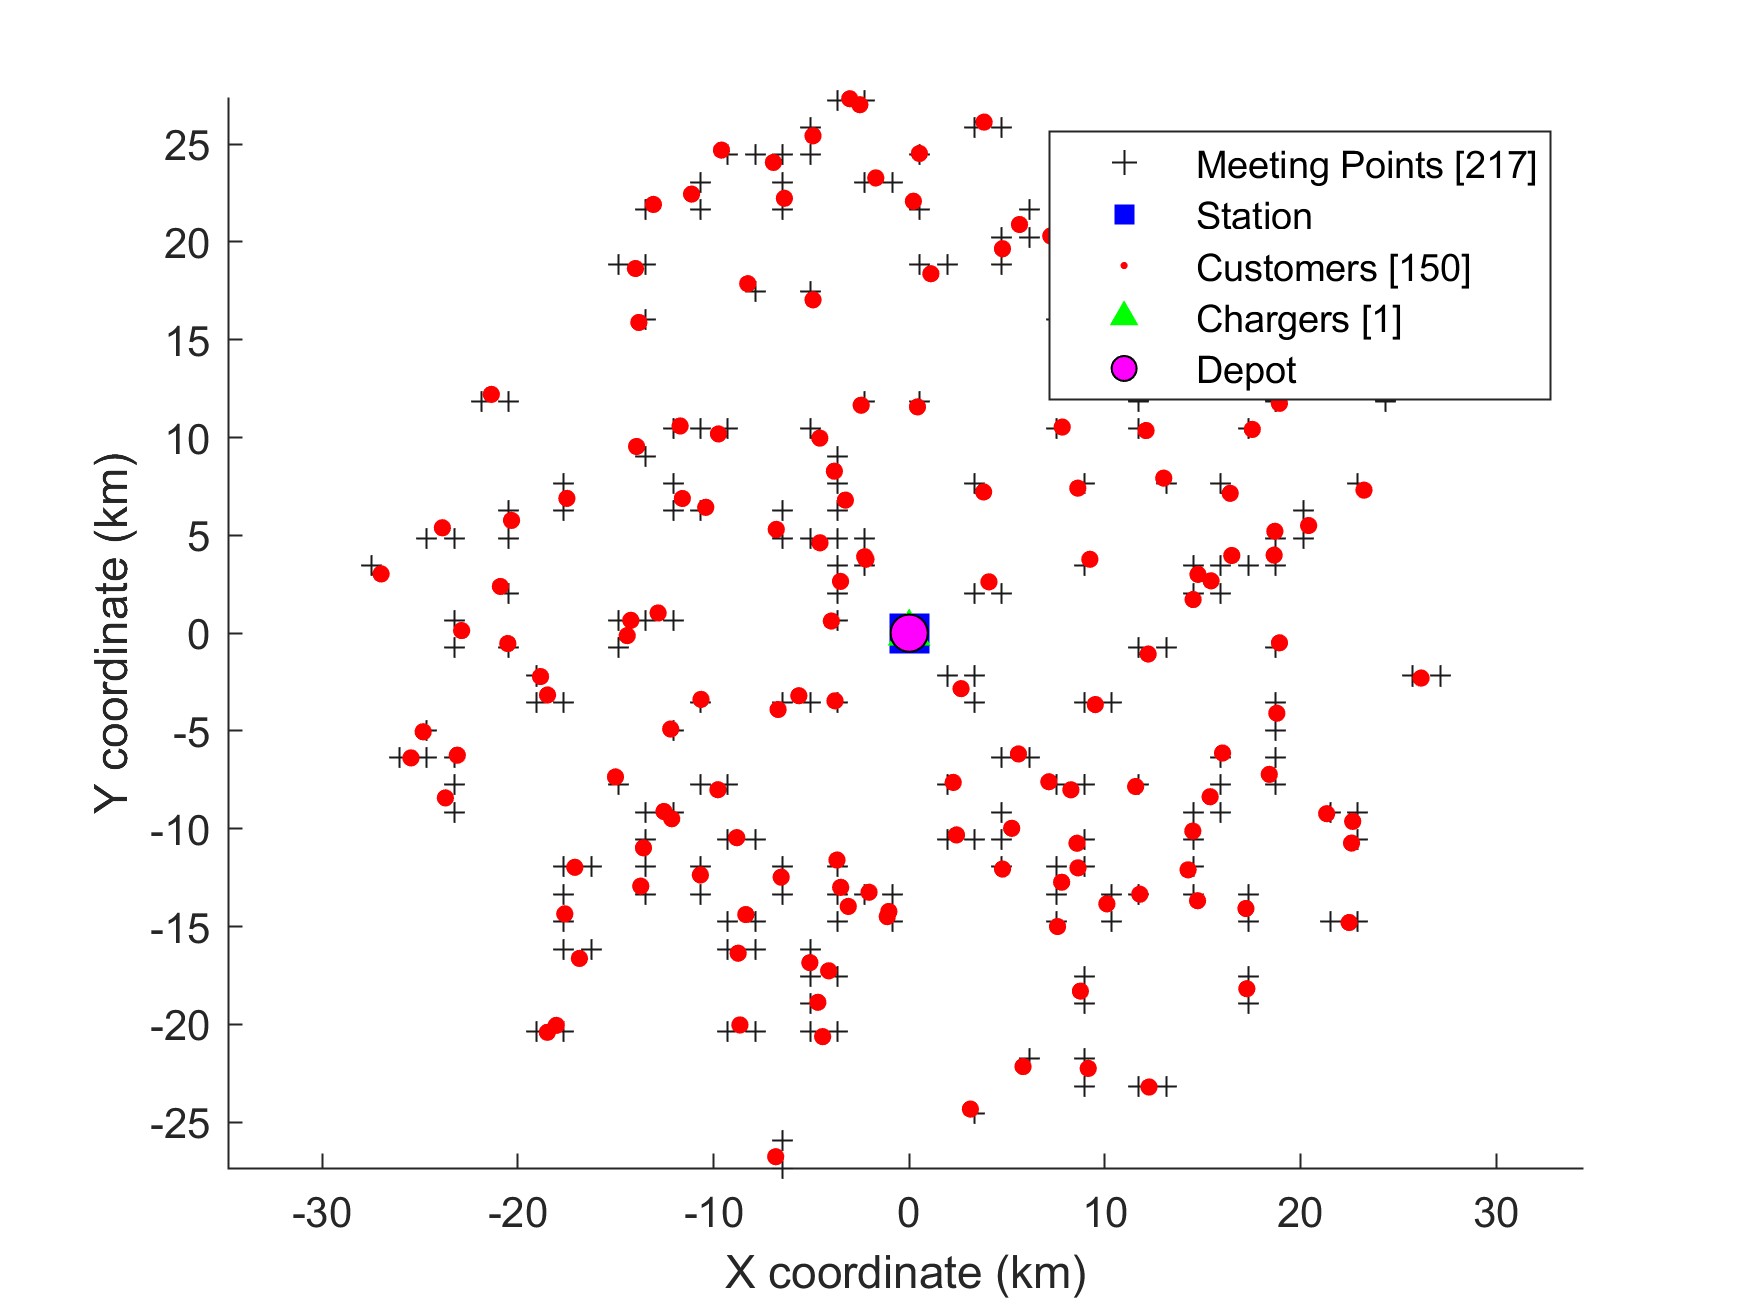 25
20
15
10
5
0
-5
-10
-15
-20
-25
Y coordinate (km)
Meeting Points [217]
Station
Customers [150]
Chargers [1]
Depot
-30 -20 -10 0 10 20 30
X coordinate (km)